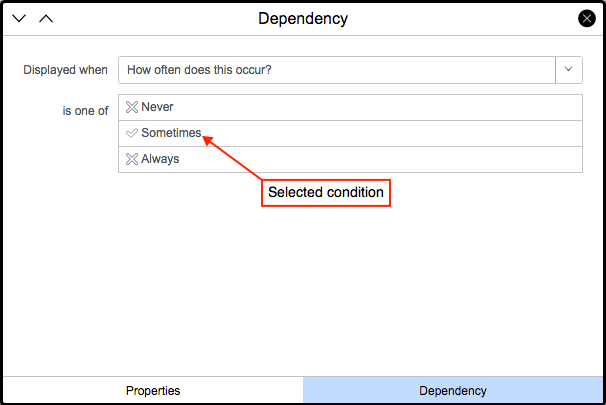 Dependency
Displayed when How often does this occur?
is one of Never
Sometimes
Always
Selected condition
Properties Dependency